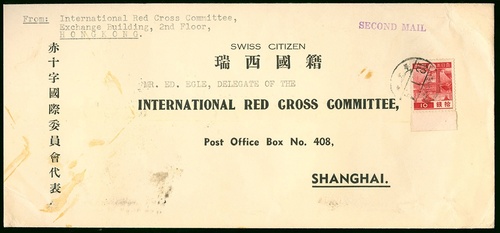 From: International Red Cross Committee,
Exchange Building, 2nd Floor,
HONGKONG.
SECOND MAIL
SWISS CITIZEN
瑞西國籍
MR. ED. EGLE, DELEGATE OF THE
INTERNATIONAL RED CROSS COMMITTEE,
Post Office Box No. 408,
SHANGHAI.
赤十字國際委員會代表
10